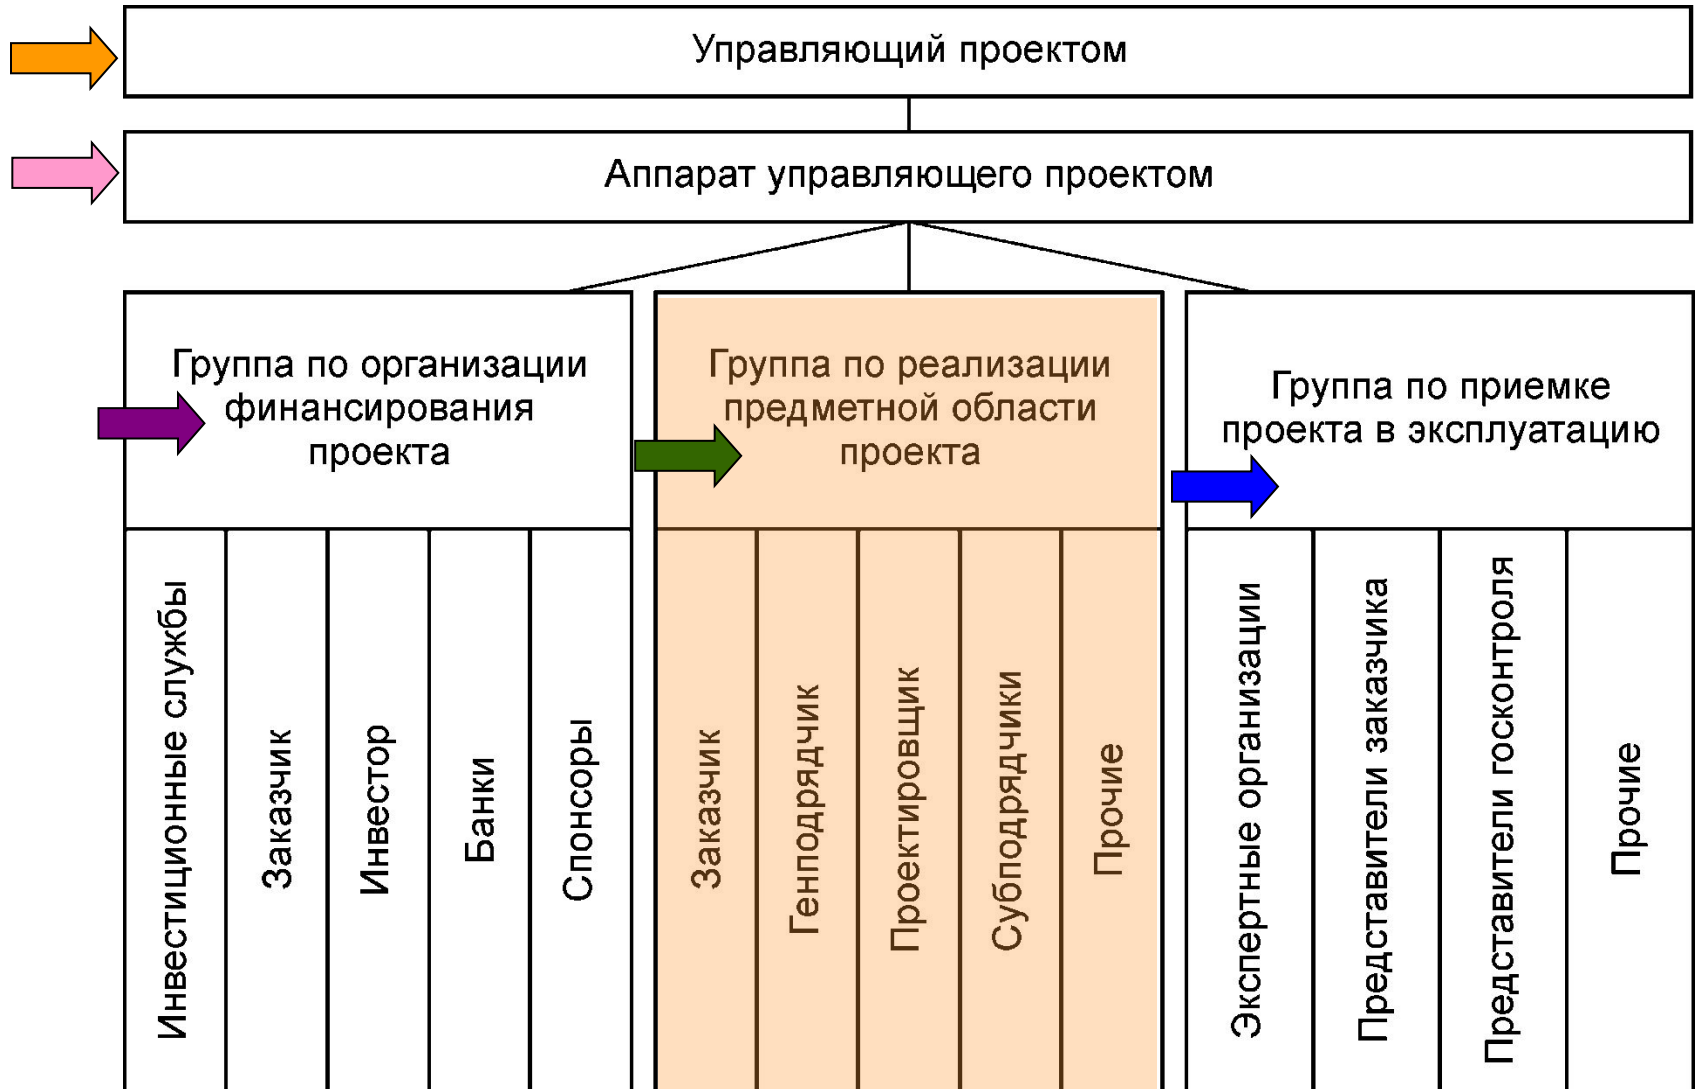 Управляющий проектом
Аппарат управляющего проектом
Группа по организации
финансирования
проекта
Группа по реализации
предметной области
проекта
Группа по приемке
проекта в эксплуатацию
Инвестиционные службы
Заказчик
Инвестор
Банки
Спонсоры
Заказчик
Генподрядчик
Проектировщик
Субподрядчики
Прочие
Экспертные организации
Представители заказчика
Представители госконтроля
Прочие